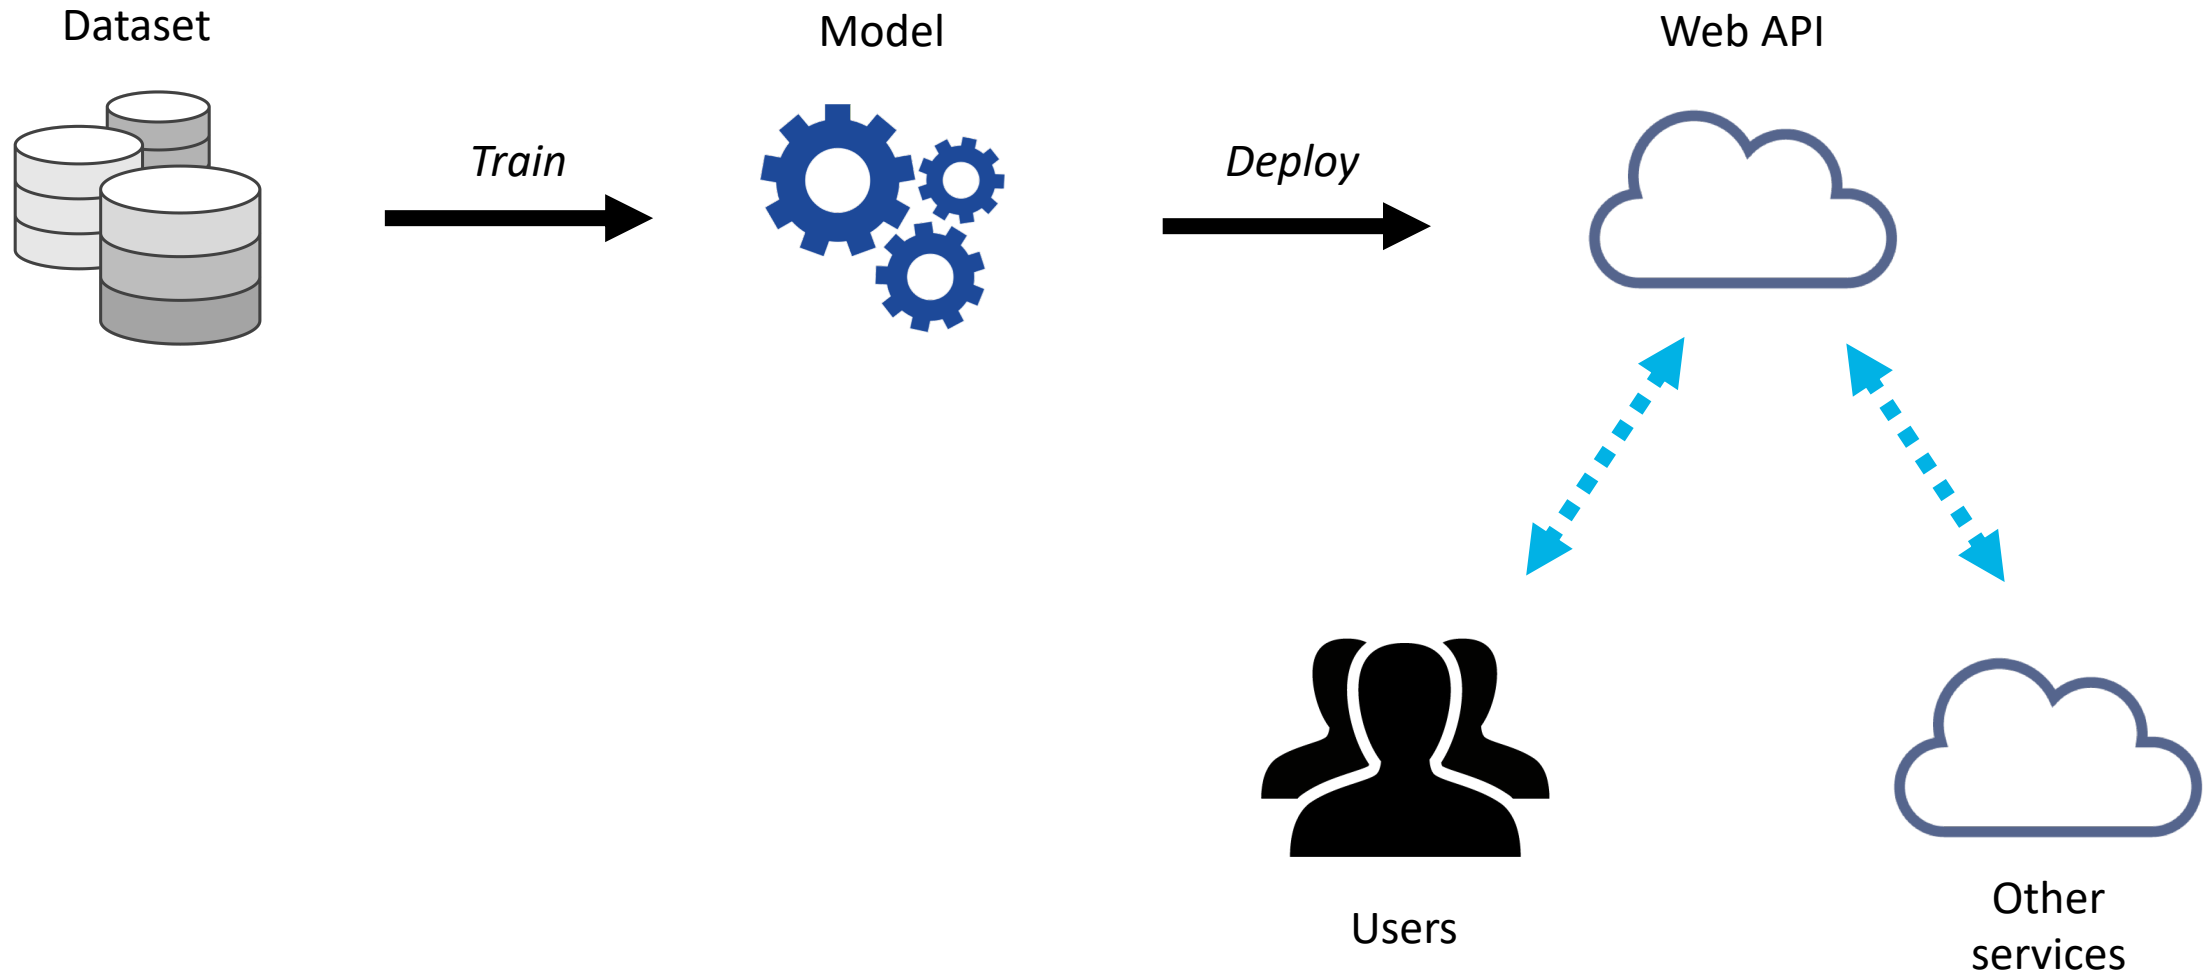 Dataset
Model
Web API
Train
Deploy
Users
Other
services